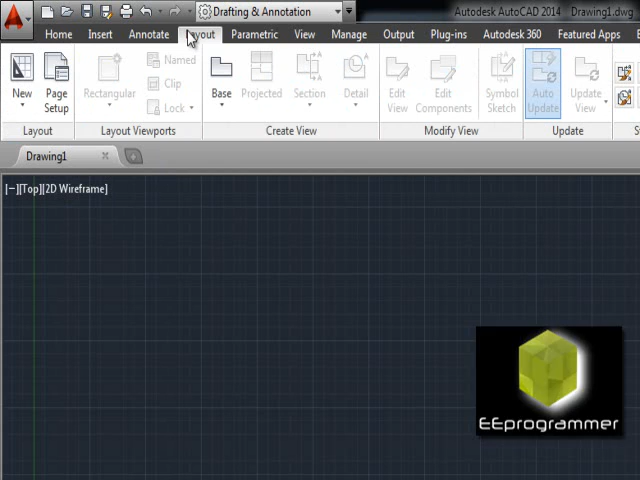 Drafting & Annotation
Autodesk AutoCAD 2014 Drawing1.dwg
Home Insert Annotate Layout Parametric View Manage Output Plug-ins Autodesk 360 Featured Apps
New Page Setup Rectangular Named Clip Lock Base Projected Section Detail Edit View Edit Components Symbol Sketch Auto Update Update View
Layout Layout Viewports Create View Modify View Update
Drawing1
[−][Top][2D Wireframe]
EEprogrammer